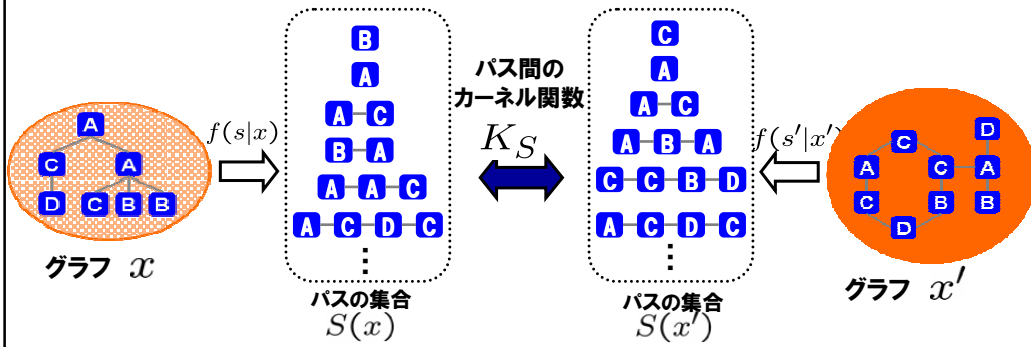 A
C A
D C B B
グラフ x
f(s|x)
B
A
A C
B A
A A C
A C D C
パスの集合
S(x)
パス間の
カーネル関数
K_S
C
A
A C
A B A
C C B D
A C D C
パスの集合
S(x′)
f(s′|x′)
D
C
A C A
C B B
D
グラフ x′